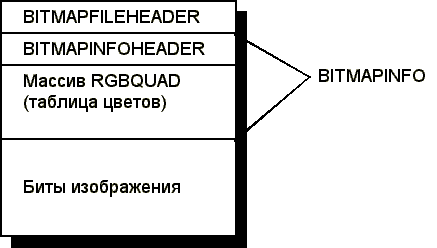 BITMAPFILEHEADER
BITMAPINFOHEADER
BITMAPINFO
Массив RGBQUAD
(таблица цветов)
Биты изображения